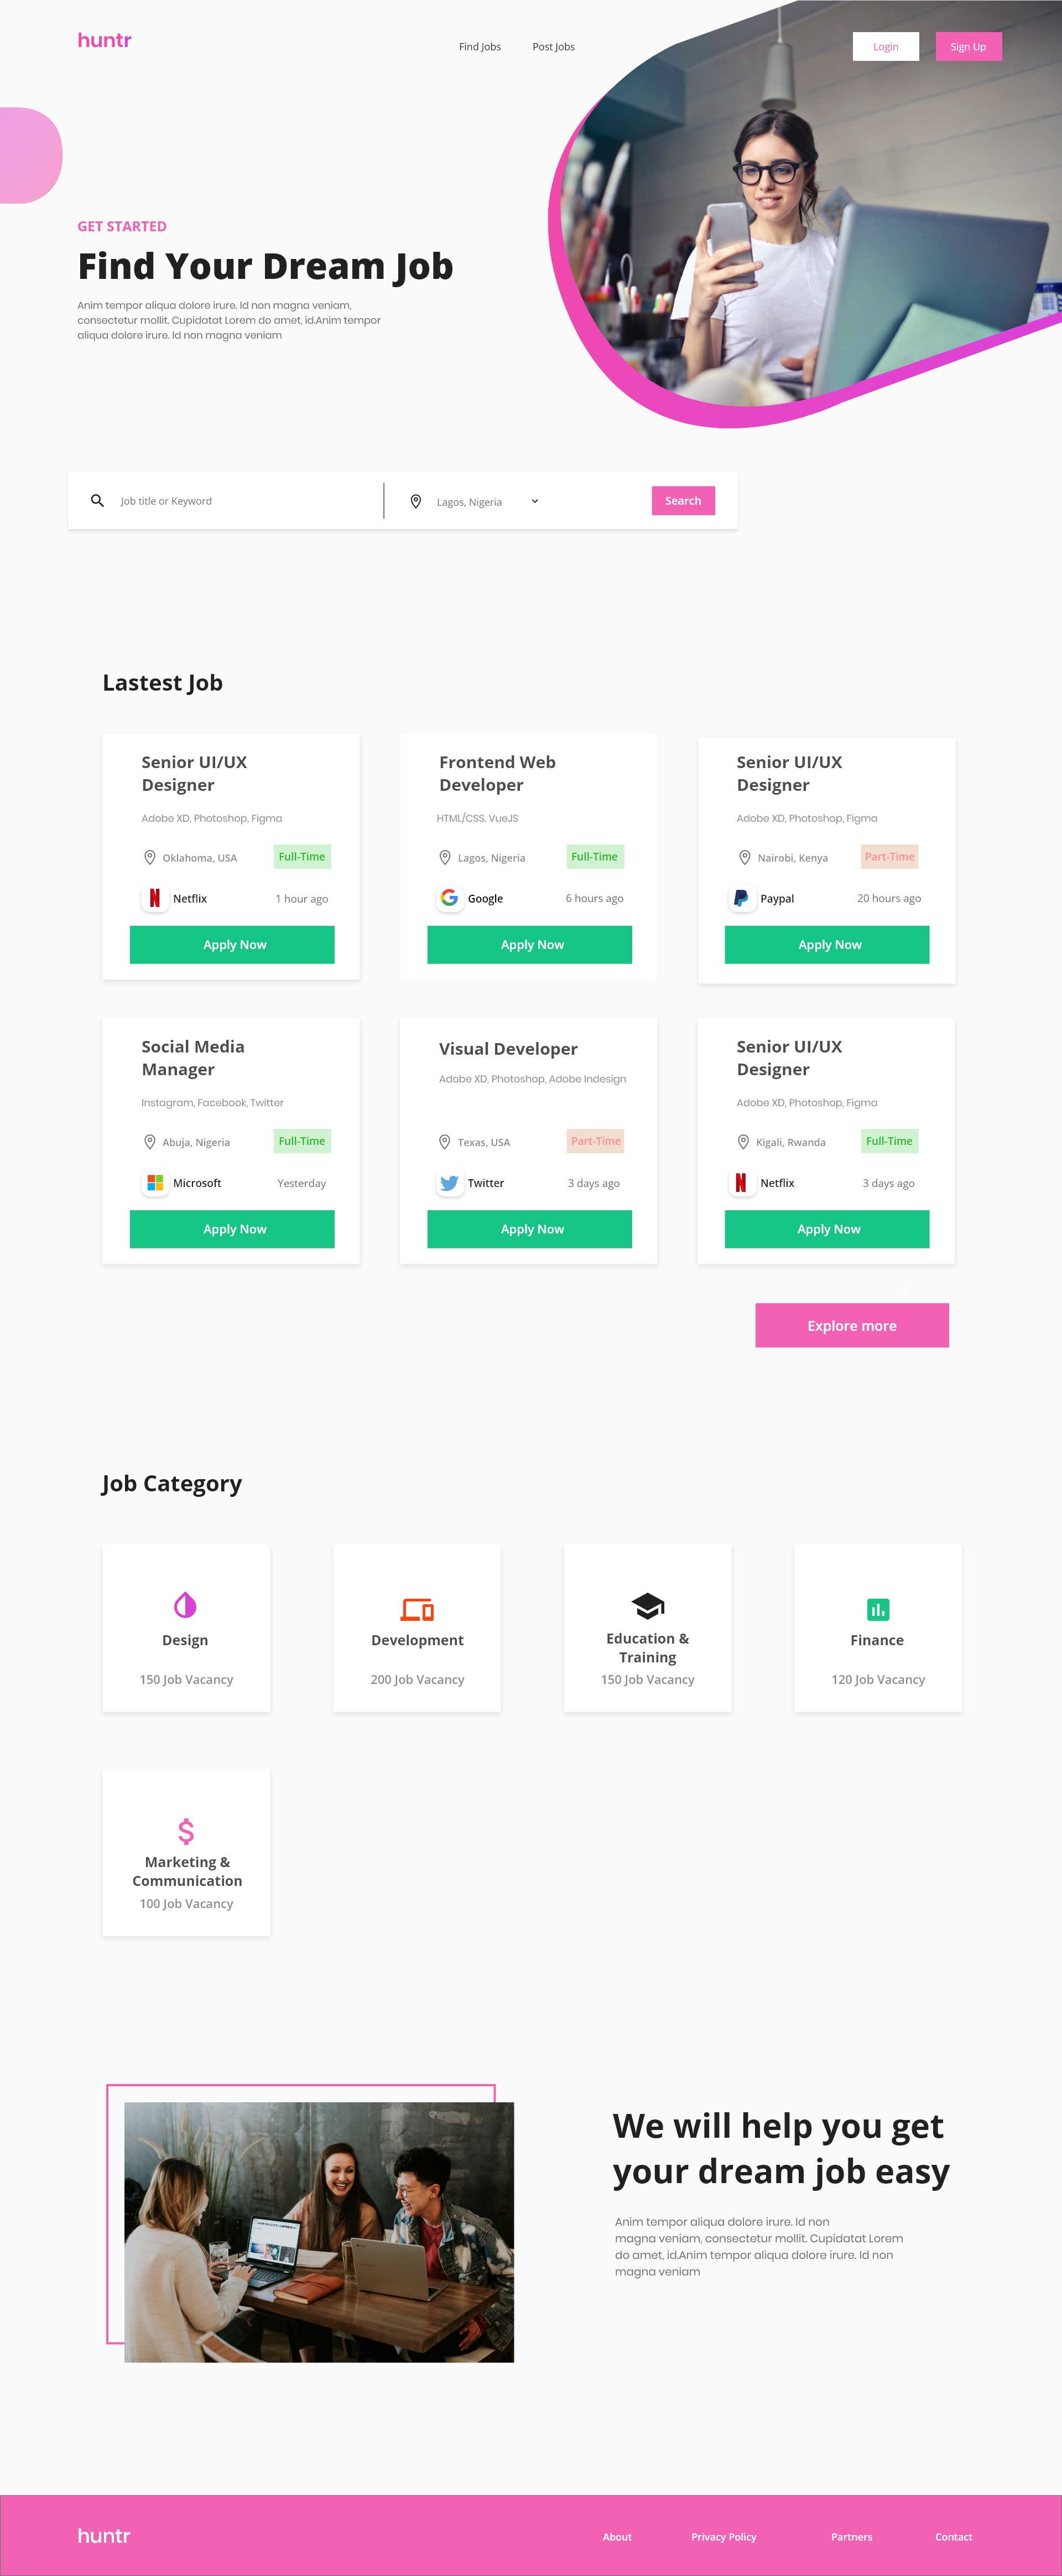 huntr
Find Jobs
Post Jobs
Login
Sign Up
GET STARTED
Find Your Dream Job
Anim tempor aliqua dolore irure. Id non magna veniam,
consectetur mollit. Cupidatat Lorem do amet, id.Anim tempor
aliqua dolore irure. Id non magna veniam
Job title or Keyword
Lagos, Nigeria
Search
Lastest Job
Senior UI/UX
Designer
Adobe XD, Photoshop, Figma
Oklahoma, USA
Full-Time
Netflix
1 hour ago
Apply Now
Frontend Web
Developer
HTML/CSS. VueJS
Lagos, Nigeria
Full-Time
Google
6 hours ago
Apply Now
Senior UI/UX
Designer
Adobe XD, Photoshop, Figma
Nairobi, Kenya
Part-Time
Paypal
20 hours ago
Apply Now
Social Media
Manager
Instagram, Facebook, Twitter
Abuja, Nigeria
Full-Time
Microsoft
Yesterday
Apply Now
Visual Developer
Adobe XD, Photoshop, Adobe Indesign
Texas, USA
Part-Time
Twitter
3 days ago
Apply Now
Senior UI/UX
Designer
Adobe XD, Photoshop, Figma
Kigali, Rwanda
Full-Time
Netflix
3 days ago
Apply Now
Explore more
Job Category
Design
150 Job Vacancy
Development
200 Job Vacancy
Education &
Training
150 Job Vacancy
Finance
120 Job Vacancy
Marketing &
Communication
100 Job Vacancy
We will help you get
your dream job easy
Anim tempor aliqua dolore irure. Id non
magna veniam, consectetur mollit. Cupidatat Lorem
do amet, id.Anim tempor aliqua dolore irure. Id non
magna veniam
huntr
About
Privacy Policy
Partners
Contact